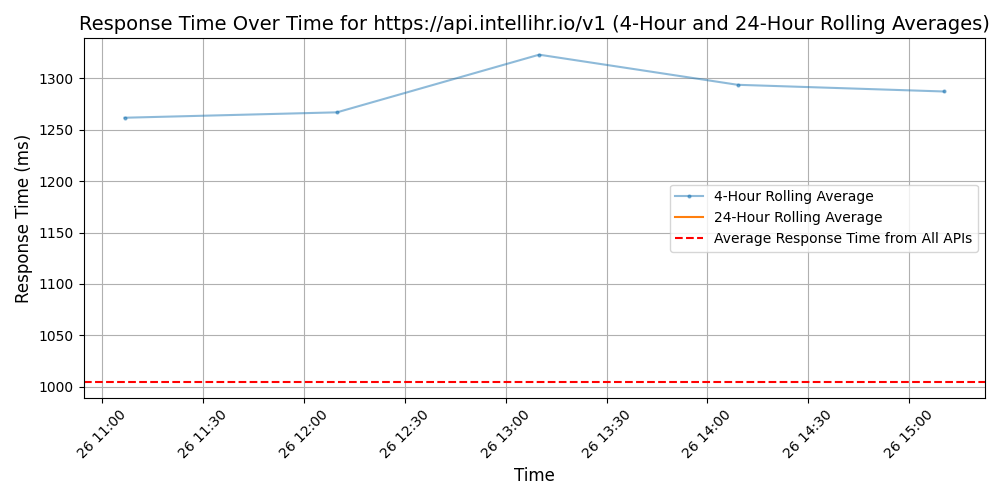 Response Time Over Time for https://api.intellihr.io/v1 (4-Hour and 24-Hour Rolling Averages)
Response Time (ms)
1300
1250
1200
1150
1100
1050
1000
4-Hour Rolling Average
24-Hour Rolling Average
Average Response Time from All APIs
26 11:00
26 11:30
26 12:00
26 12:30
26 13:00
26 13:30
26 14:00
26 14:30
26 15:00
Time